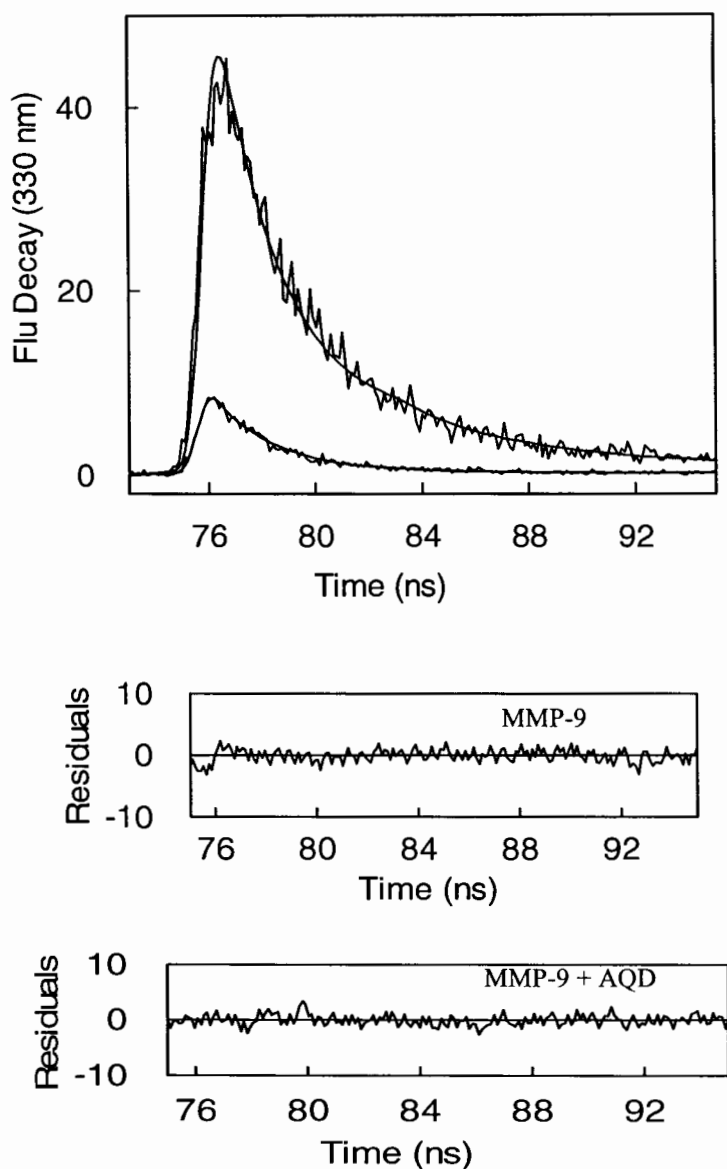 Flu Decay (330 nm)
40
20
0
76 80 84 88 92
Time (ns)
Residuals
10
0
-10
MMP-9
76 80 84 88 92
Time (ns)
Residuals
10
0
-10
MMP-9 + AQD
76 80 84 88 92
Time (ns)